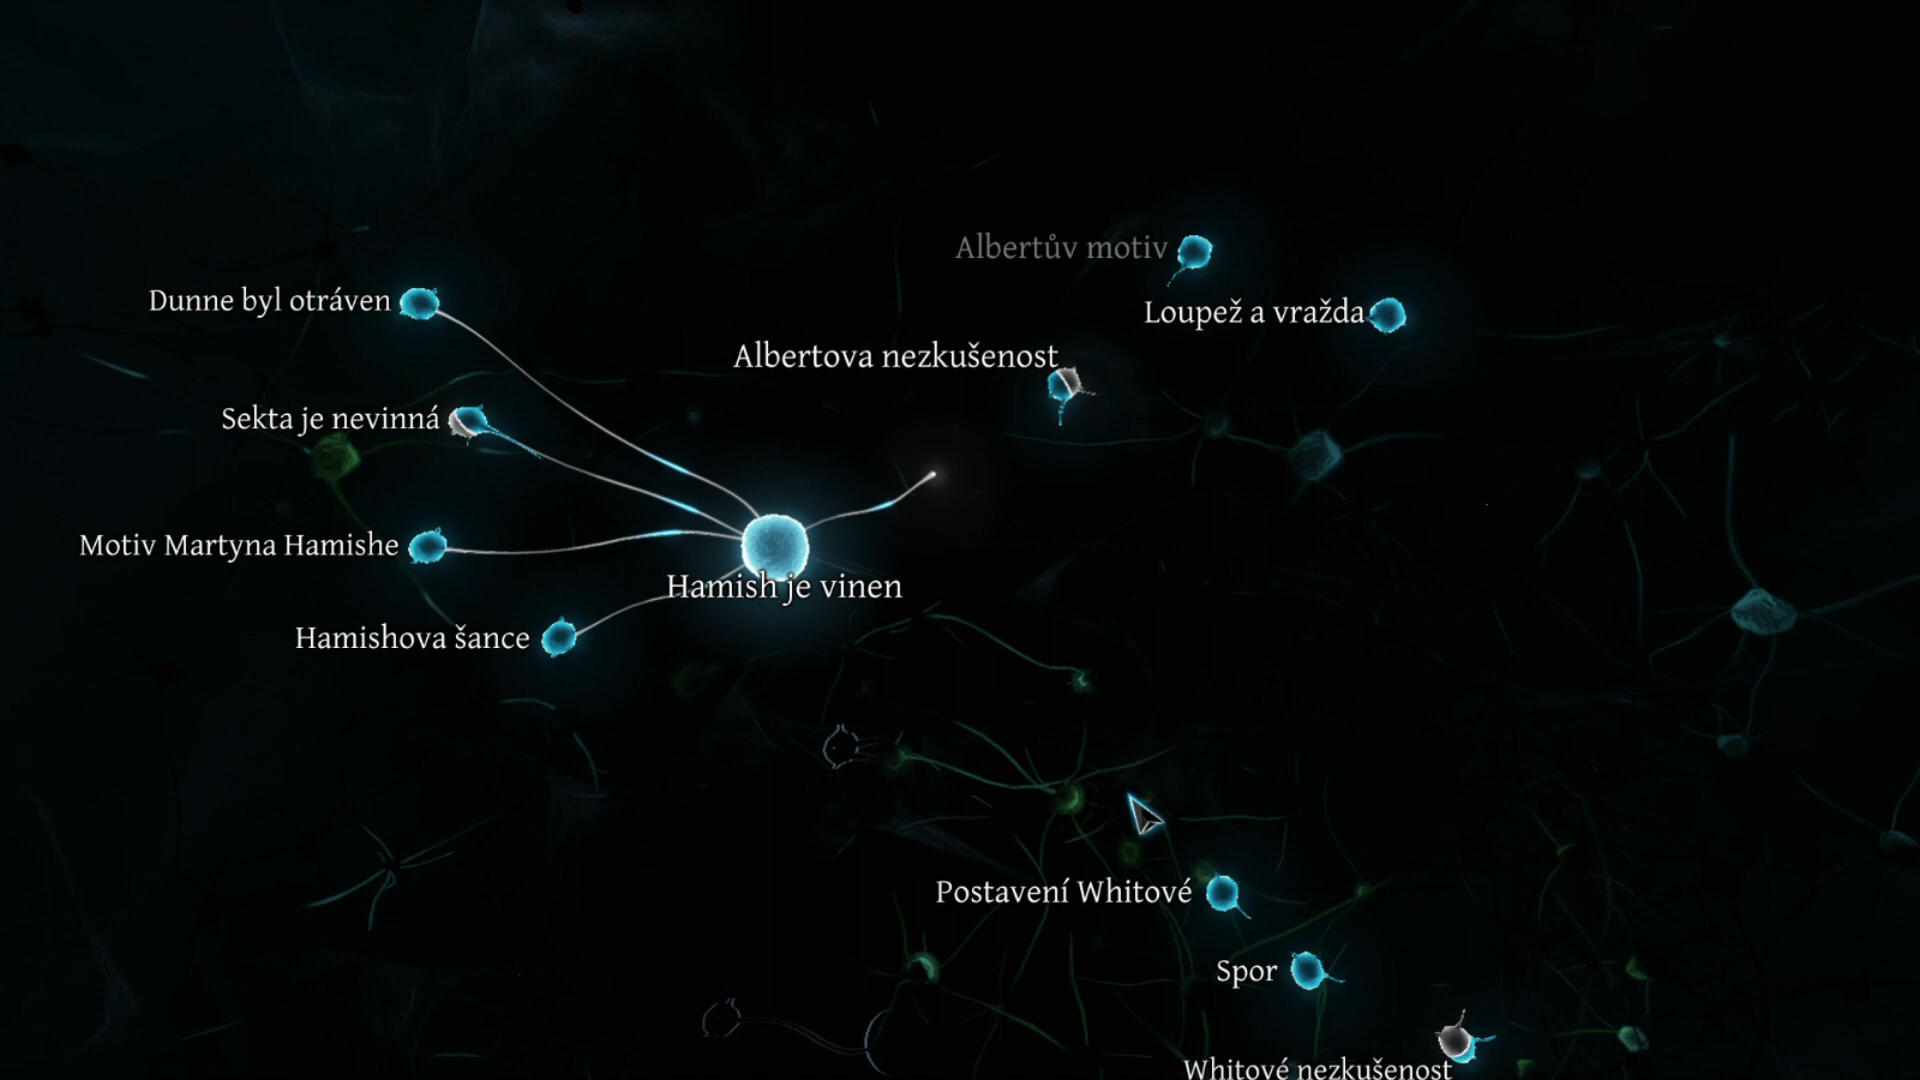 Albertův motiv
Dunne byl otráven
Loupež a vražda
Albertova nezkušenost
Sekta je nevinná
Motiv Martyna Hamishe
Hamish je vinen
Hamishova šance
Postavení Whitové
Spor
Whitové nezkušenost